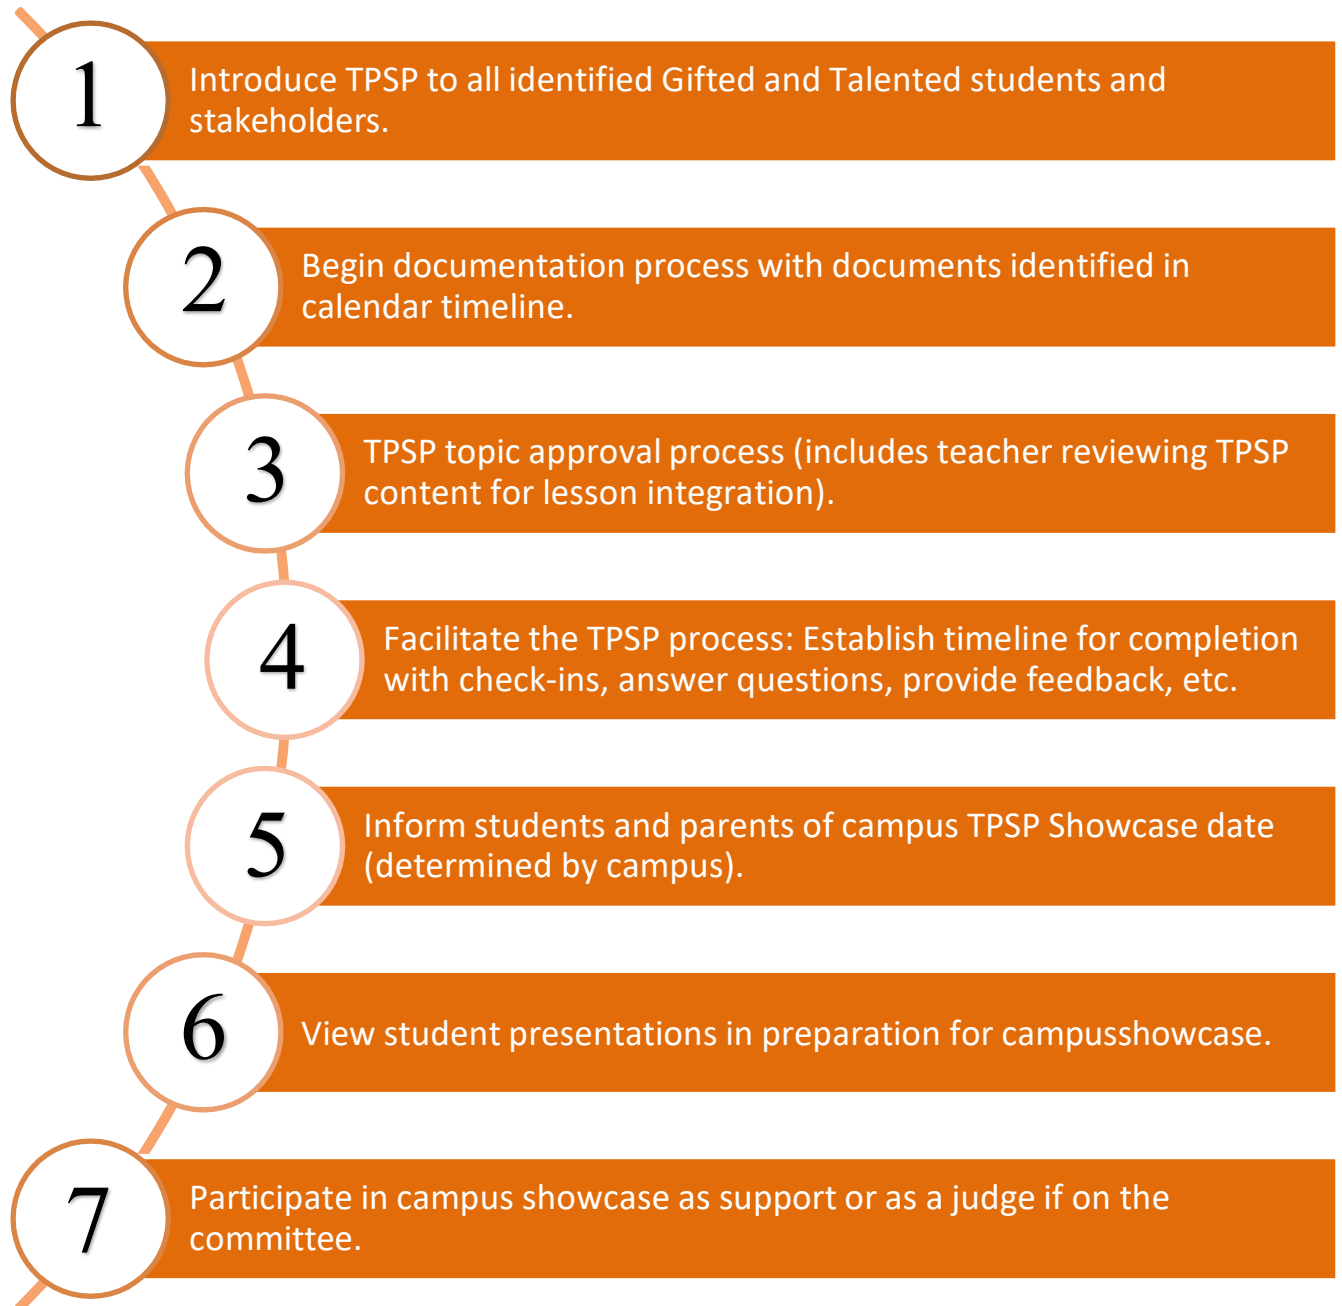 1
Introduce TPSP to all identified Gifted and Talented students and
stakeholders.
2
Begin documentation process with documents identified in
calendar timeline.
3
TPSP topic approval process (includes teacher reviewing TPSP
content for lesson integration).
4
Facilitate the TPSP process: Establish timeline for completion
with check-ins, answer questions, provide feedback, etc.
5
Inform students and parents of campus TPSP Showcase date
(determined by campus).
6
View student presentations in preparation for campusshowcase.
7
Participate in campus showcase as support or as a judge if on the
committee.